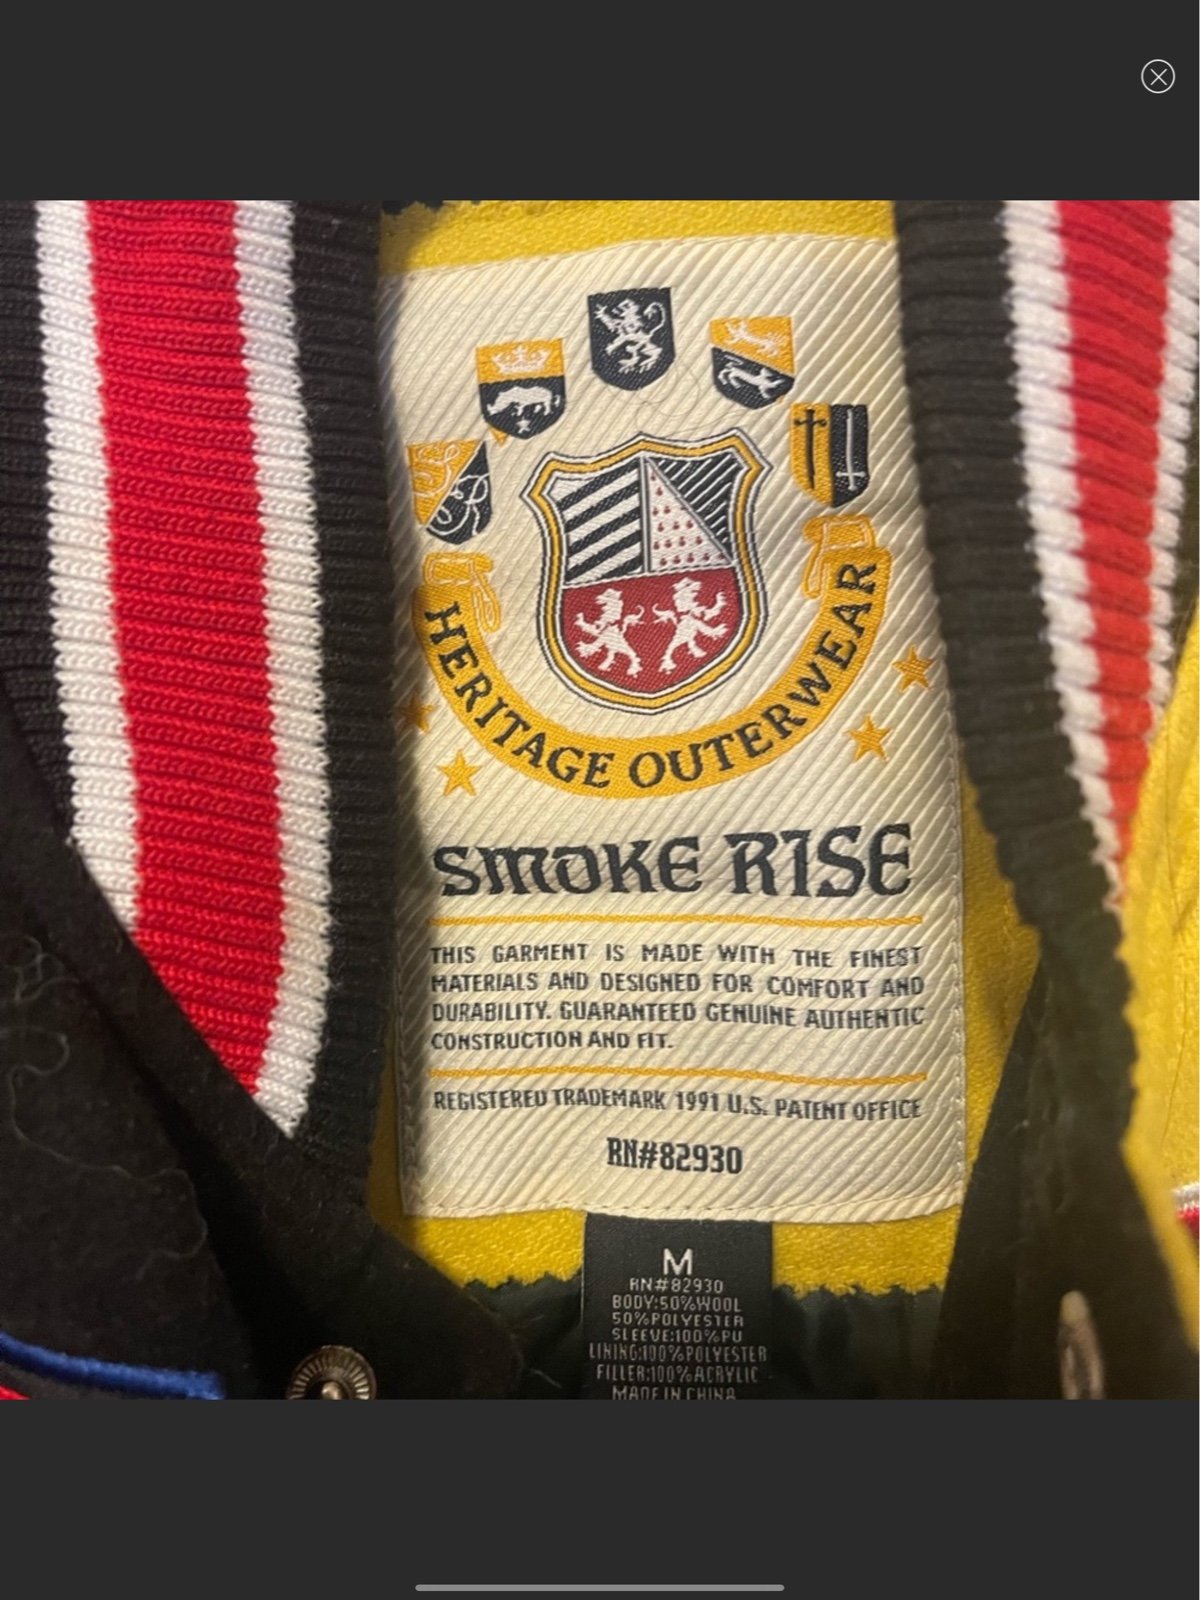 SR
HERITAGE OUTERWEAR
SMOKE RISE
THIS GARMENT IS MADE WITH THE FINEST
MATERIALS AND DESIGNED FOR COMFORT AND
DURABILITY. GUARANTEED GENUINE AUTHENTIC
CONSTRUCTION AND FIT.
REGISTERED TRADEMARK 1991 U.S. PATENT OFFICE
RN#82930
M
RN#82930
BODY:50%WOOL
50%POLYESTER
SLEEVE:100%PU
LINING:100%POLYESTER
FILLER:100%ACRYLIC
MADE IN CHINA